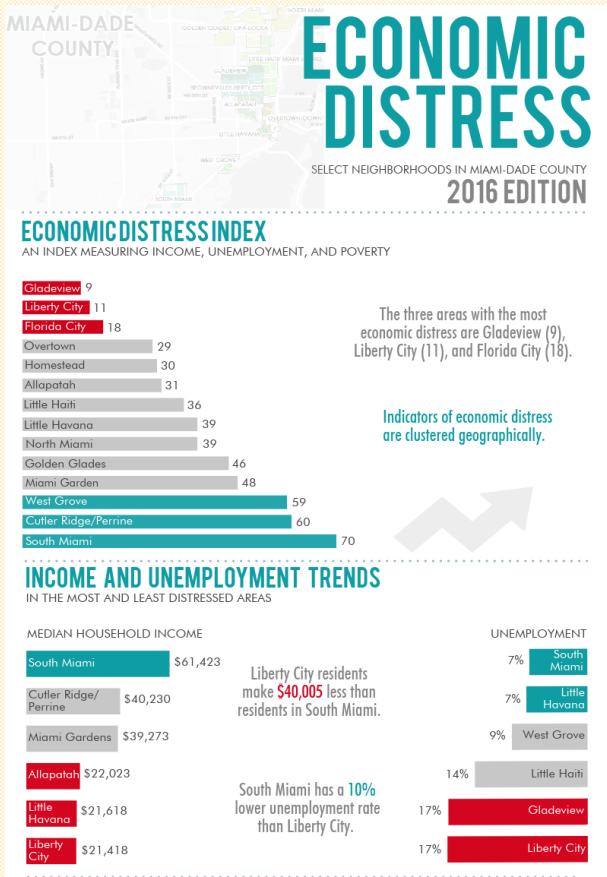 MIAMI-DADE
COUNTY
ECONOMIC
DISTRESS
SELECT NEIGHBORHOODS IN MIAMI-DADE COUNTY
2016 EDITION
ECONOMIC DISTRESS INDEX
AN INDEX MEASURING INCOME, UNEMPLOYMENT, AND POVERTY
Gladeview 9
Liberty City 11
Florida City 18
Overtown 29
Homestead 30
Allapatah 31
Little Haiti 36
Little Havana 39
North Miami 39
Golden Glades 46
Miami Garden 48
West Grove 59
Cutler Ridge/Perrine 60
South Miami 70
The three areas with the most
economic distress are Gladeview (9),
Liberty City (11), and Florida City (18).
Indicators of economic distress
are clustered geographically.
INCOME AND UNEMPLOYMENT TRENDS
IN THE MOST AND LEAST DISTRESSED AREAS
MEDIAN HOUSEHOLD INCOME
South Miami $61,423
Cutler Ridge/
Perrine $40,230
Miami Gardens $39,273
Allapatah $22,023
Little
Havana $21,618
Liberty
City $21,418
Liberty City residents
make $40,005 less than
residents in South Miami.
South Miami has a 10%
lower unemployment rate
than Liberty City.
UNEMPLOYMENT
7% South
Miami
7% Little
Havana
9% West Grove
14% Little Haiti
17% Gladeview
17% Liberty City